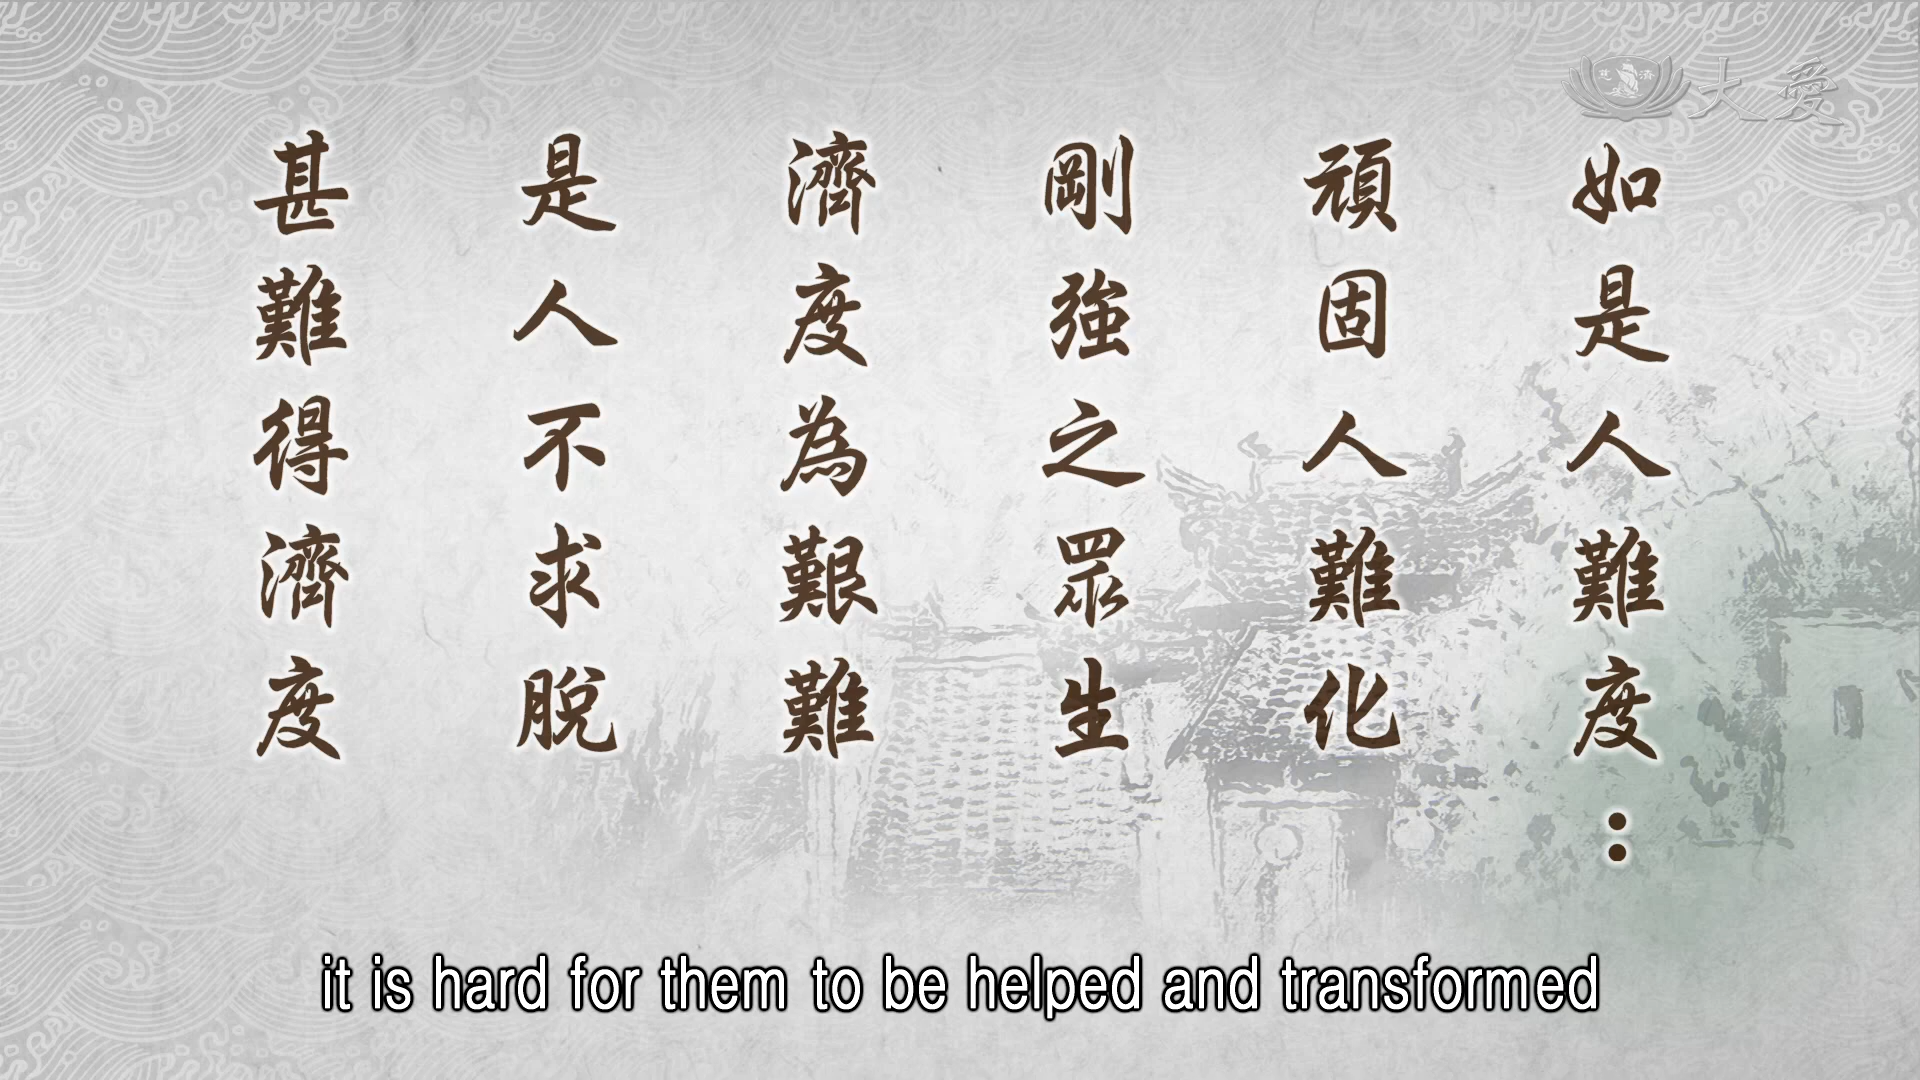 大愛
慈濟
如是人難度：
頑固人難化
剛強之眾生
濟度為艱難
是人不求脫
甚難得濟度
it is hard for them to be helped and transformed